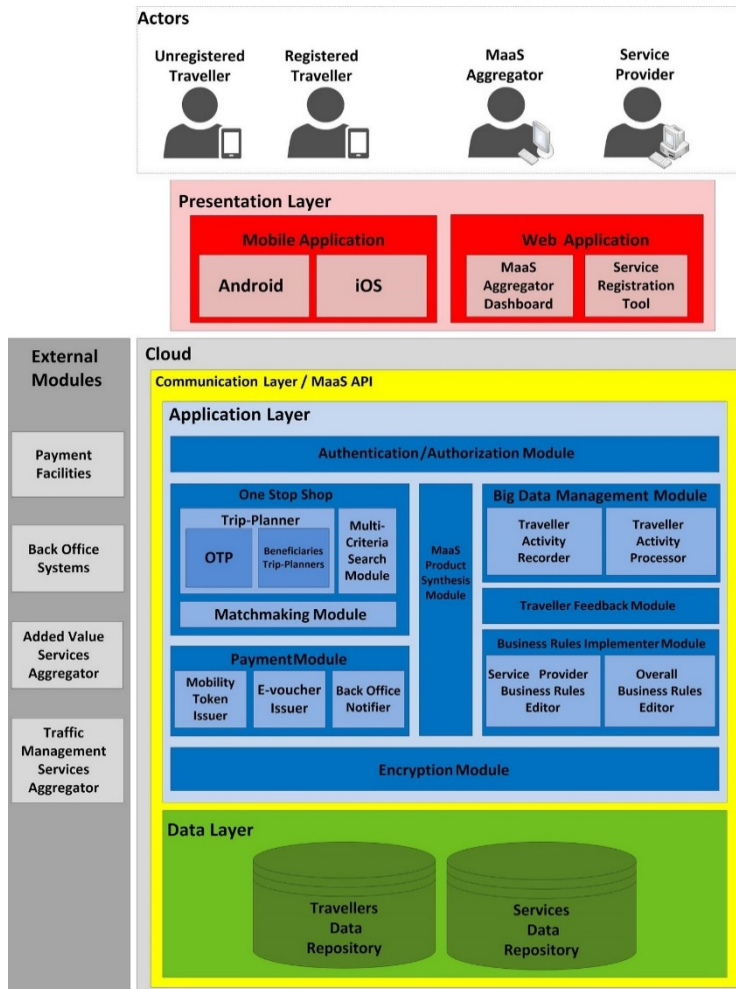 Actors
Unregistered
Traveller
Registered
Traveller
MaaS
Aggregator
Service
Provider
Presentation Layer
Mobile Application
Android
iOS
Web Application
MaaS
Aggregator
Dashboard
Service
Registration
Tool
External
Modules
Payment
Facilities
Back Office
Systems
Added Value
Services
Aggregator
Traffic
Management
Services
Aggregator
Cloud
Communication Layer / MaaS API
Application Layer
Authentication/Authorization Module
One Stop Shop
Trip-Planner
OTP
Beneficiaries
Trip-Planners
Multi-
Criteria
Search
Module
Matchmaking Module
PaymentModule
Mobility
Token
Issuer
E-voucher
Issuer
Back Office
Notifier
MaaS
Product
Synthesis
Module
Big Data Management Module
Traveller
Activity
Recorder
Traveller
Activity
Processor
Traveller Feedback Module
Business Rules Implementer Module
Service Provider
Business Rules
Editor
Overall
Business Rules
Editor
Encryption Module
Data Layer
Travellers
Data
Repository
Services
Data
Repository